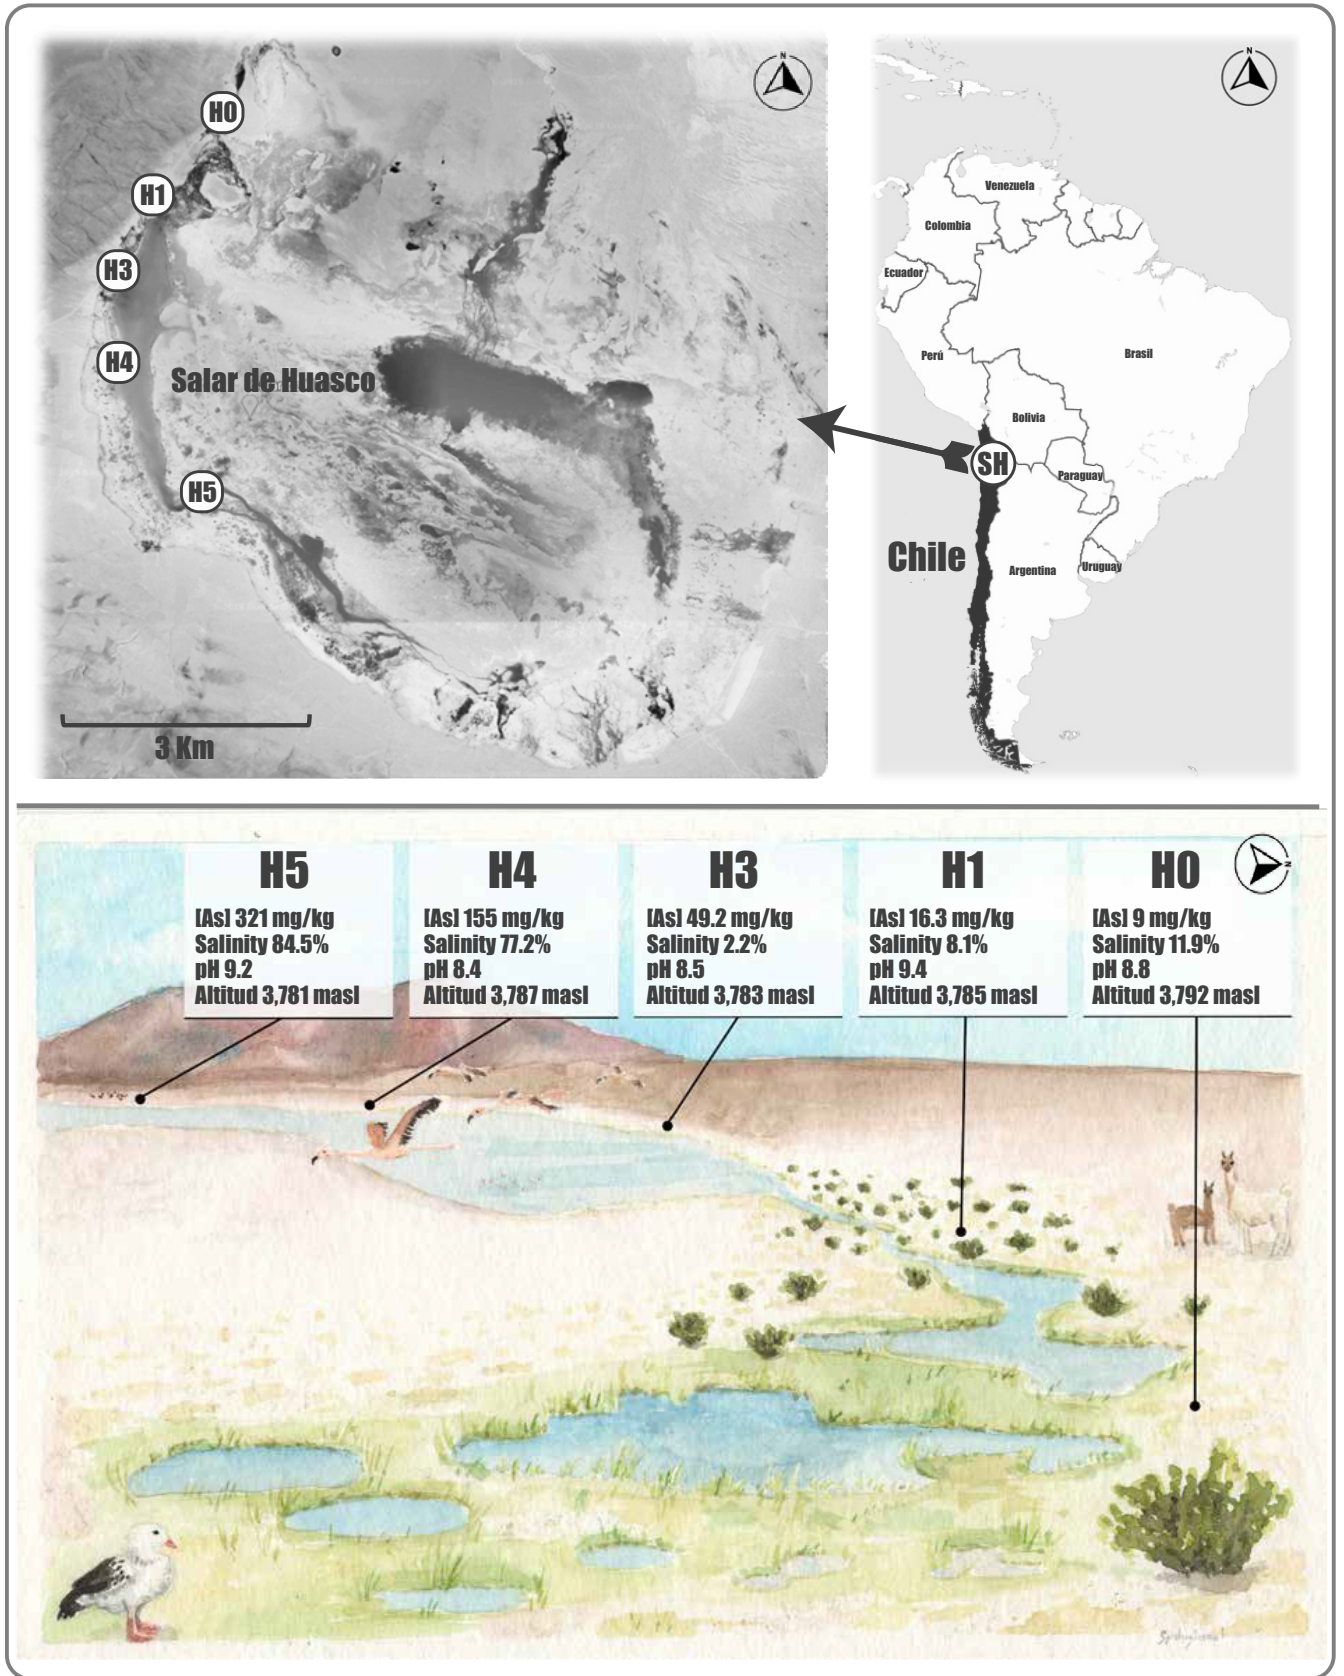 N
H0
H1
H3
H4
Salar de Huasco
H5
3 Km
N
Venezuela
Colombia
Ecuador
Perú
Brasil
Bolivia
SH
Paraguay
Chile
Argentina
Uruguay
H5
[As] 321 mg/kg
Salinity 84.5%
pH 9.2
Altitud 3,781 masl
H4
[As] 155 mg/kg
Salinity 77.2%
pH 8.4
Altitud 3,787 masl
H3
[As] 49.2 mg/kg
Salinity 2.2%
pH 8.5
Altitud 3,783 masl
H1
[As] 16.3 mg/kg
Salinity 8.1%
pH 9.4
Altitud 3,785 masl
H0
[As] 9 mg/kg
Salinity 11.9%
pH 8.8
Altitud 3,792 masl
N